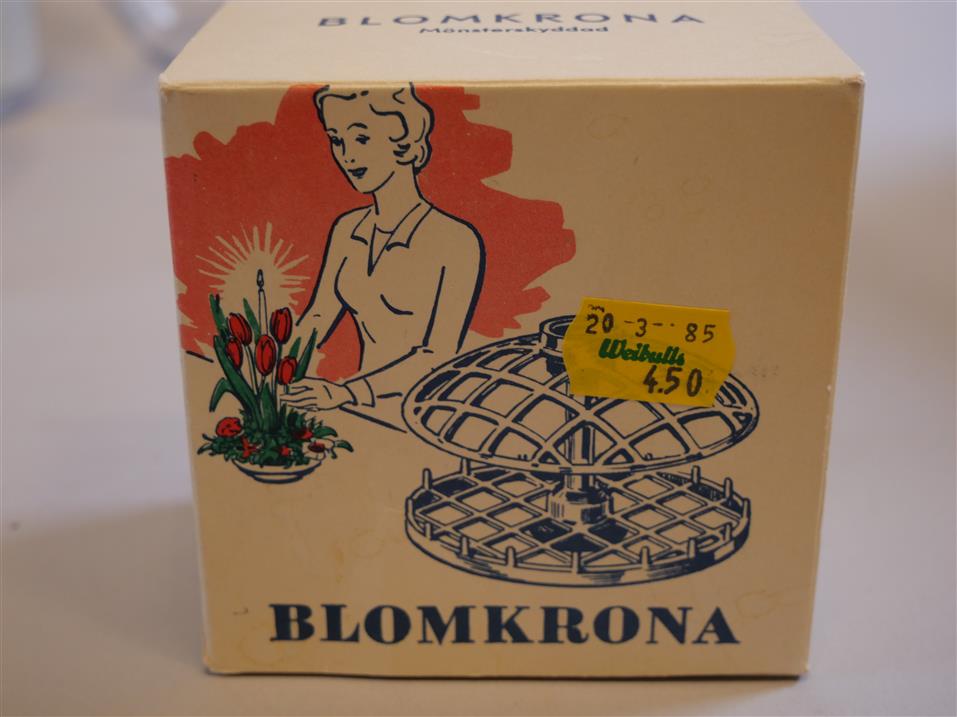 BLOMKRONA
Mönsterskyddad
20 -3- 85
Weibulls
4.50
BLOMKRONA